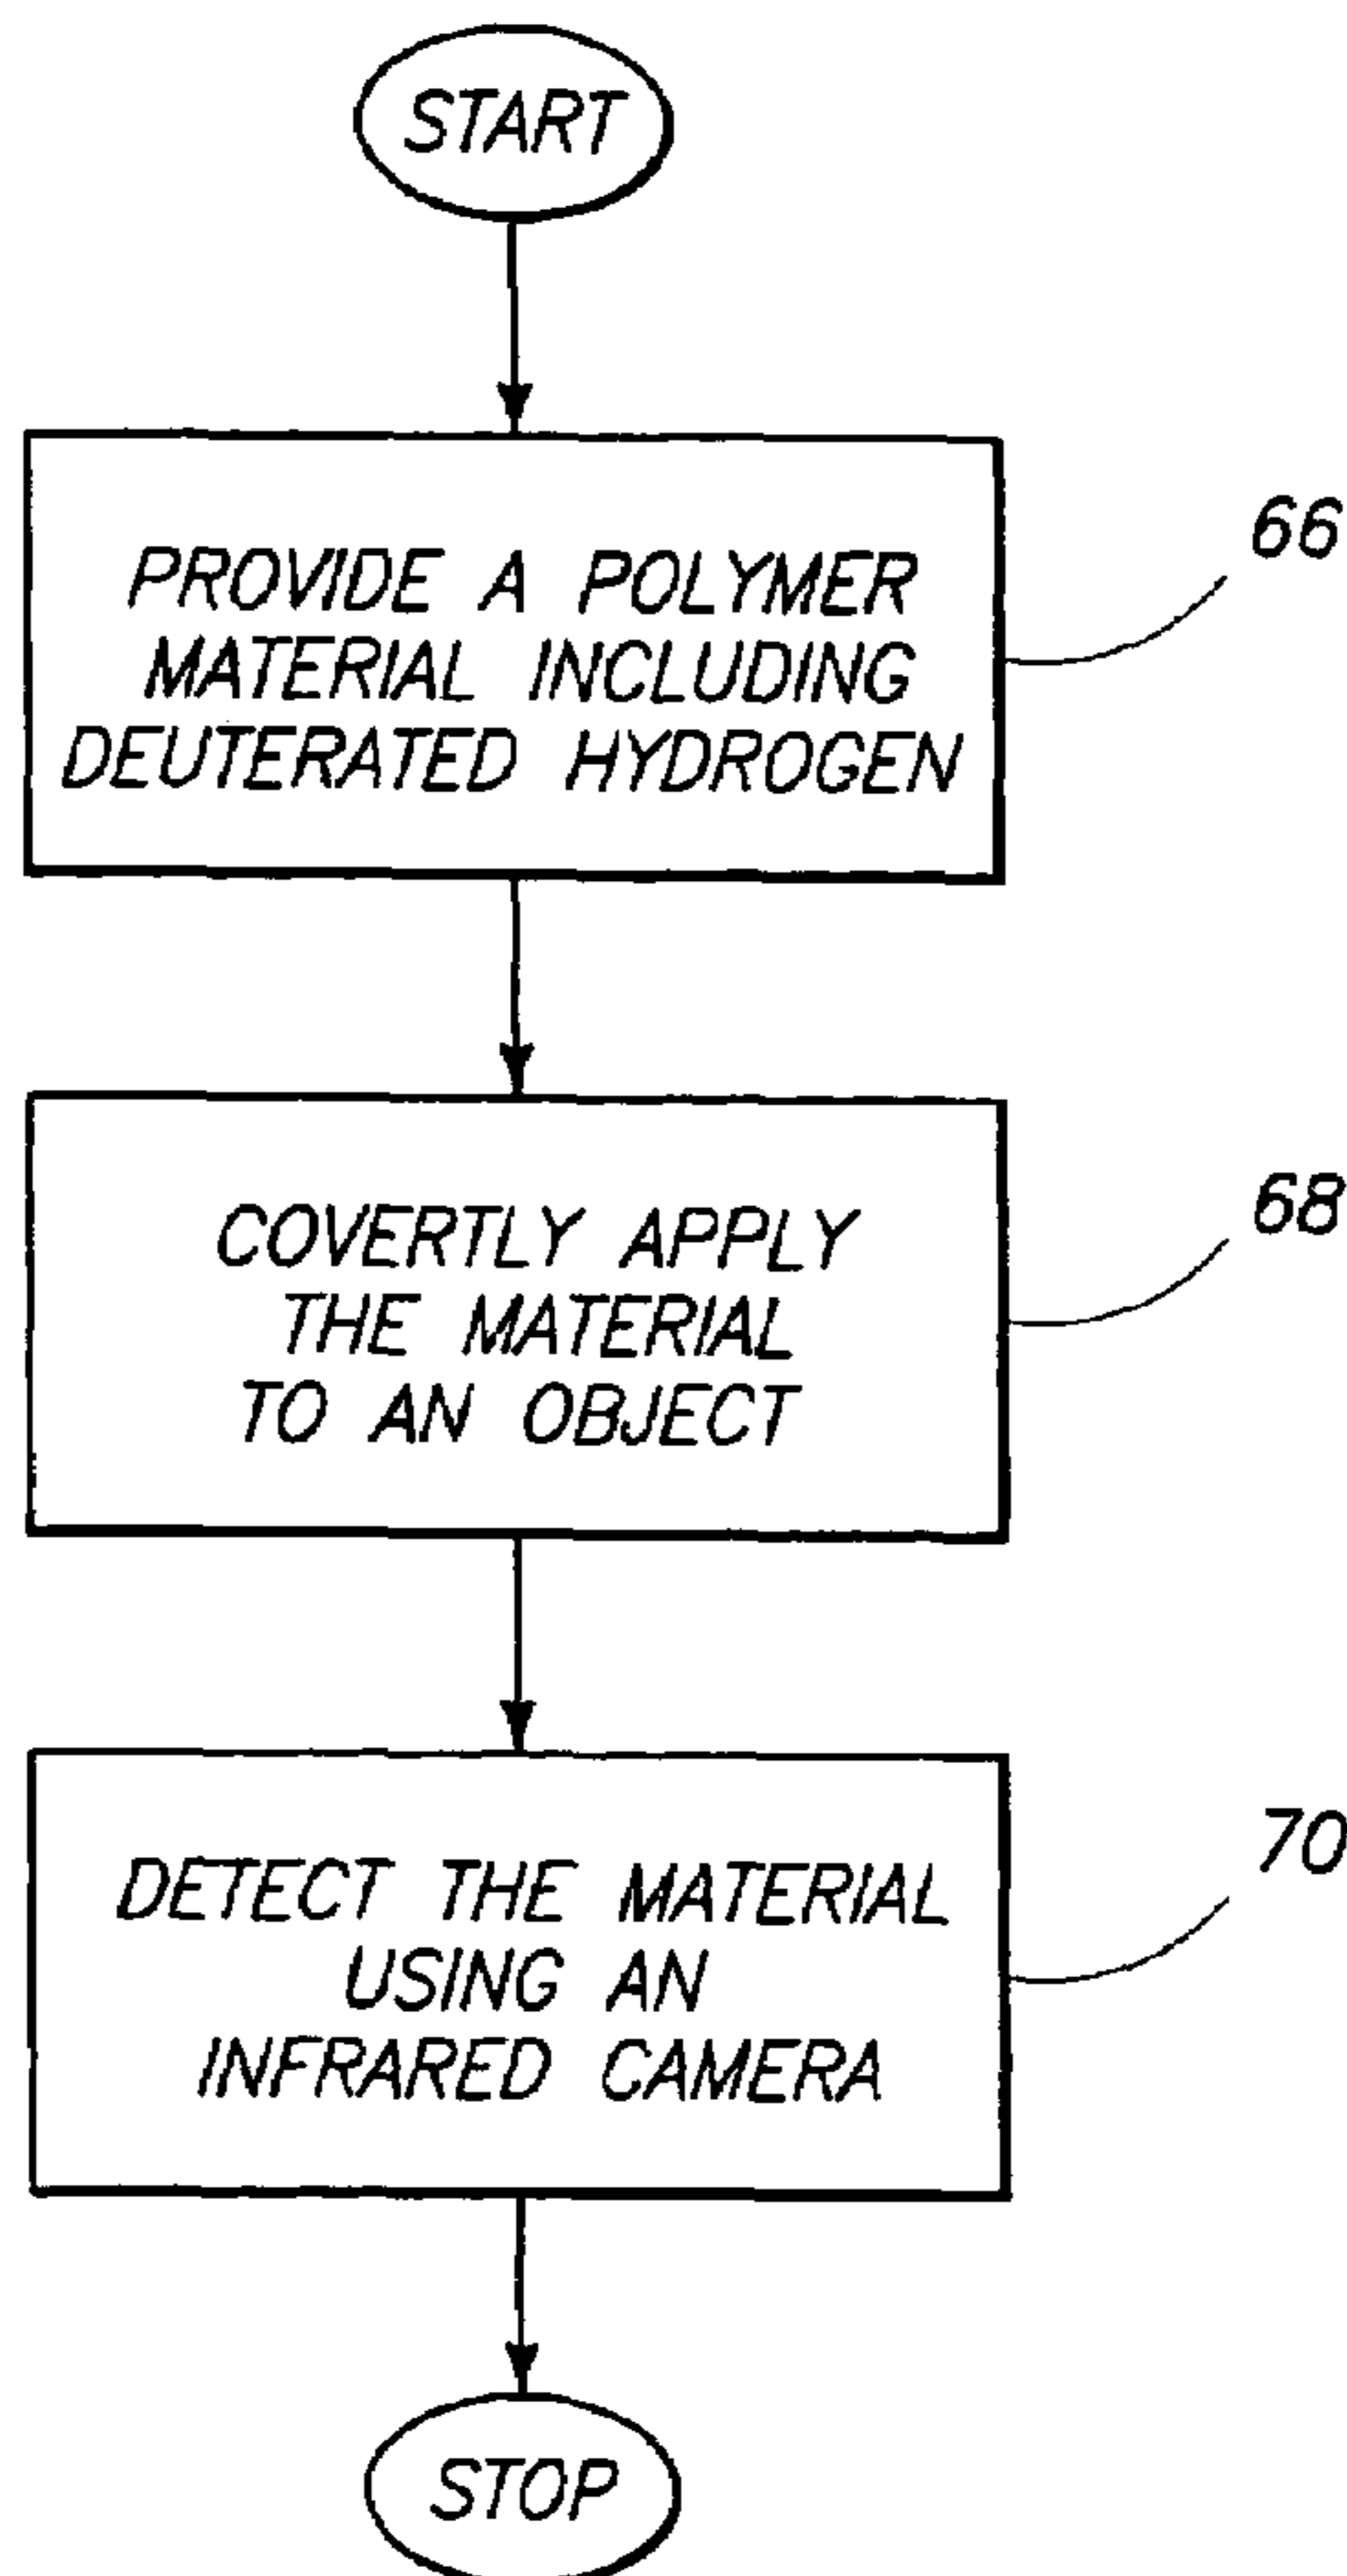 START
PROVIDE A POLYMER
MATERIAL INCLUDING
DEUTERATED HYDROGEN
66
COVERTLY APPLY
THE MATERIAL
TO AN OBJECT
68
DETECT THE MATERIAL
USING AN
INFRARED CAMERA
70
STOP